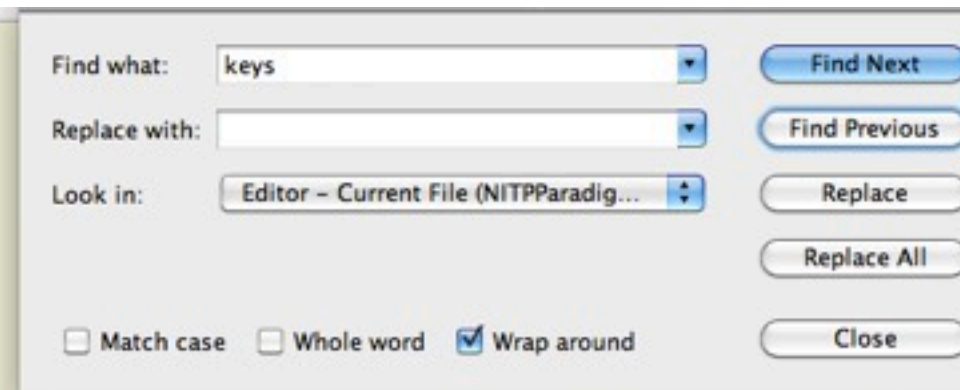 Find what: keys Find Next
Replace with: Find Previous
Look in: Editor – Current File (NITPParadig... Replace
Replace All
Match case Whole word Wrap around Close